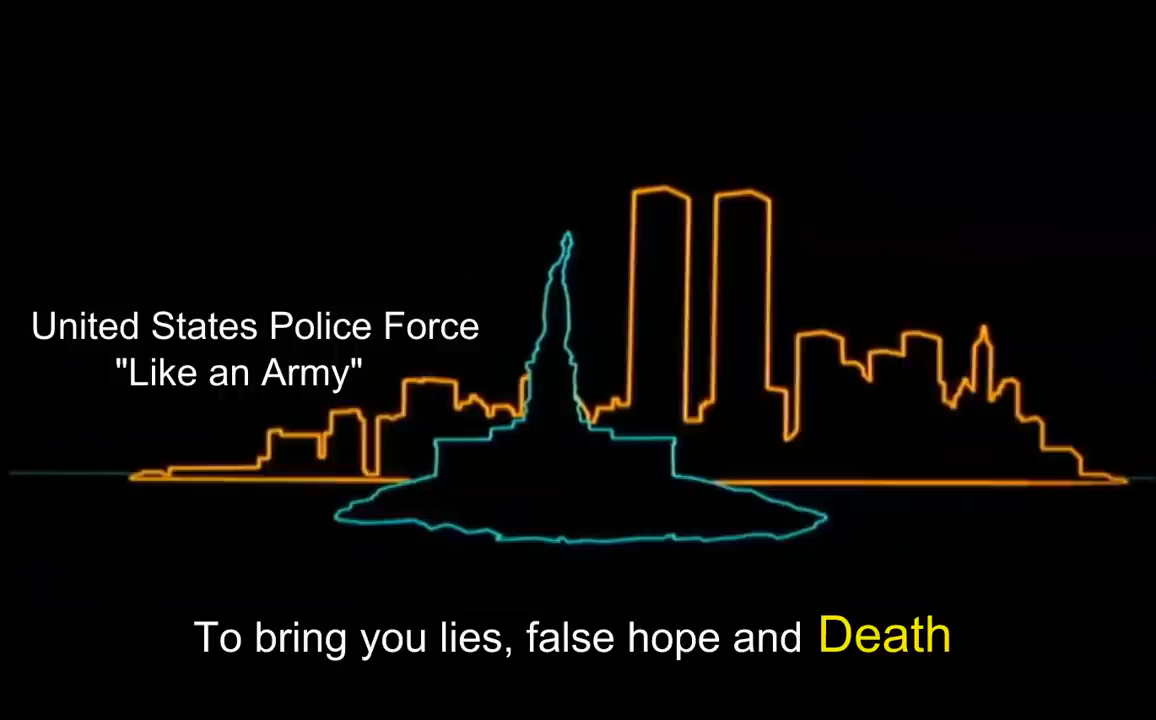 United States Police Force
"Like an Army"
To bring you lies, false hope and Death